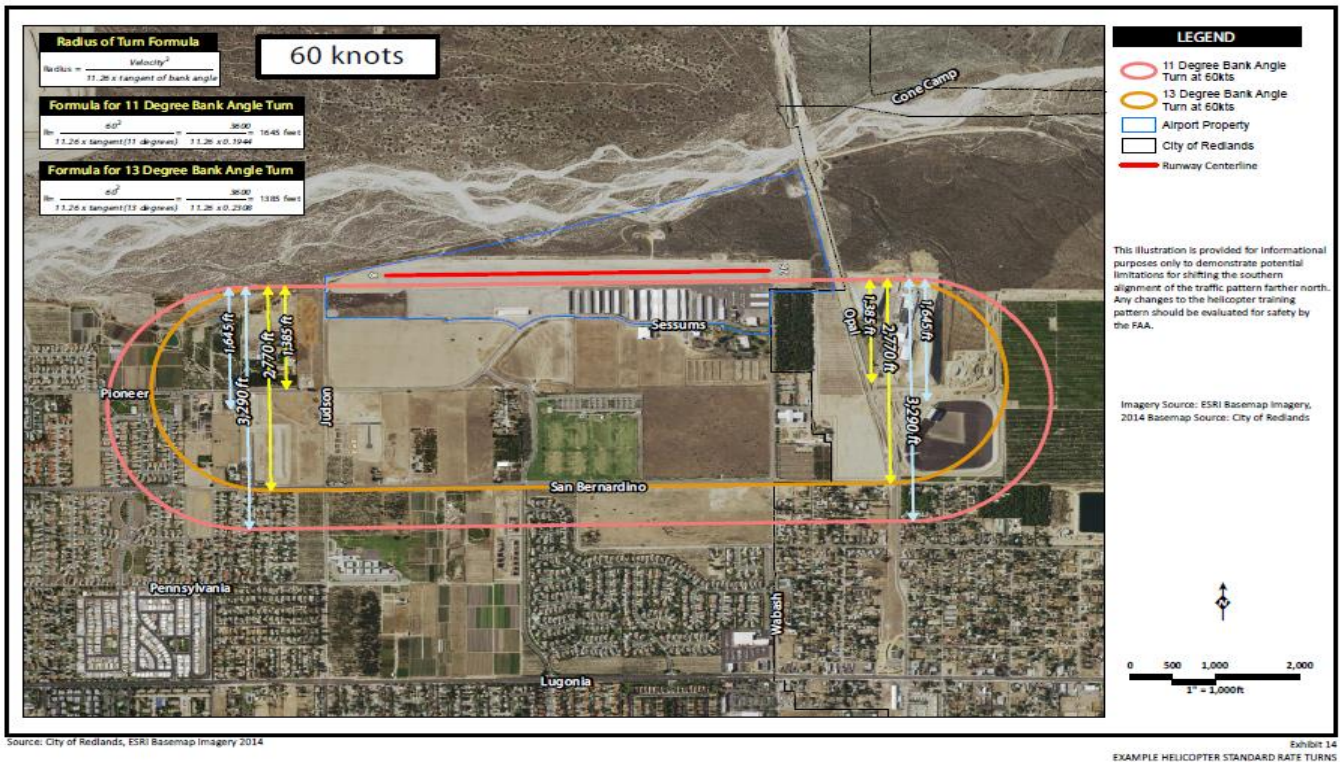 Radius of Turn Formula
Radius = Velocity²
11.26 x tangent of bank angle
Formula for 11 Degree Bank Angle Turn
R= 60² = 3600 = 1645 feet
11.26 x tangent(11 degrees) 11.26 x 0.1944
Formula for 13 Degree Bank Angle Turn
R= 60² = 3600 = 1385 feet
11.26 x tangent(13 degrees) 11.26 x 0.2308
60 knots
Cone Camp
8
26
1,645 ft
2,770 ft
1,385 ft
3,290 ft
Pioneer
Judson
Sessums
Opal
1,385 ft
2,770 ft
1,645 ft
3,290 ft
San Bernardino
Pennsylvania
Wabash
Lugonia
LEGEND
11 Degree Bank Angle
Turn at 60kts
13 Degree Bank Angle
Turn at 60kts
Airport Property
City of Redlands
Runway Centerline
This illustration is provided for informational
purposes only to demonstrate potential
limitations for shifting the southern
alignment of the traffic pattern farther north.
Any changes to the helicopter training
pattern should be evaluated for safety by
the FAA.
Imagery Source: ESRI Basemap Imagery,
2014 Basemap Source: City of Redlands
N
0 500 1,000 2,000
1" = 1,000ft
Source: City of Redlands, ESRI Basemap Imagery 2014
Exhibit 14
EXAMPLE HELICOPTER STANDARD RATE TURNS